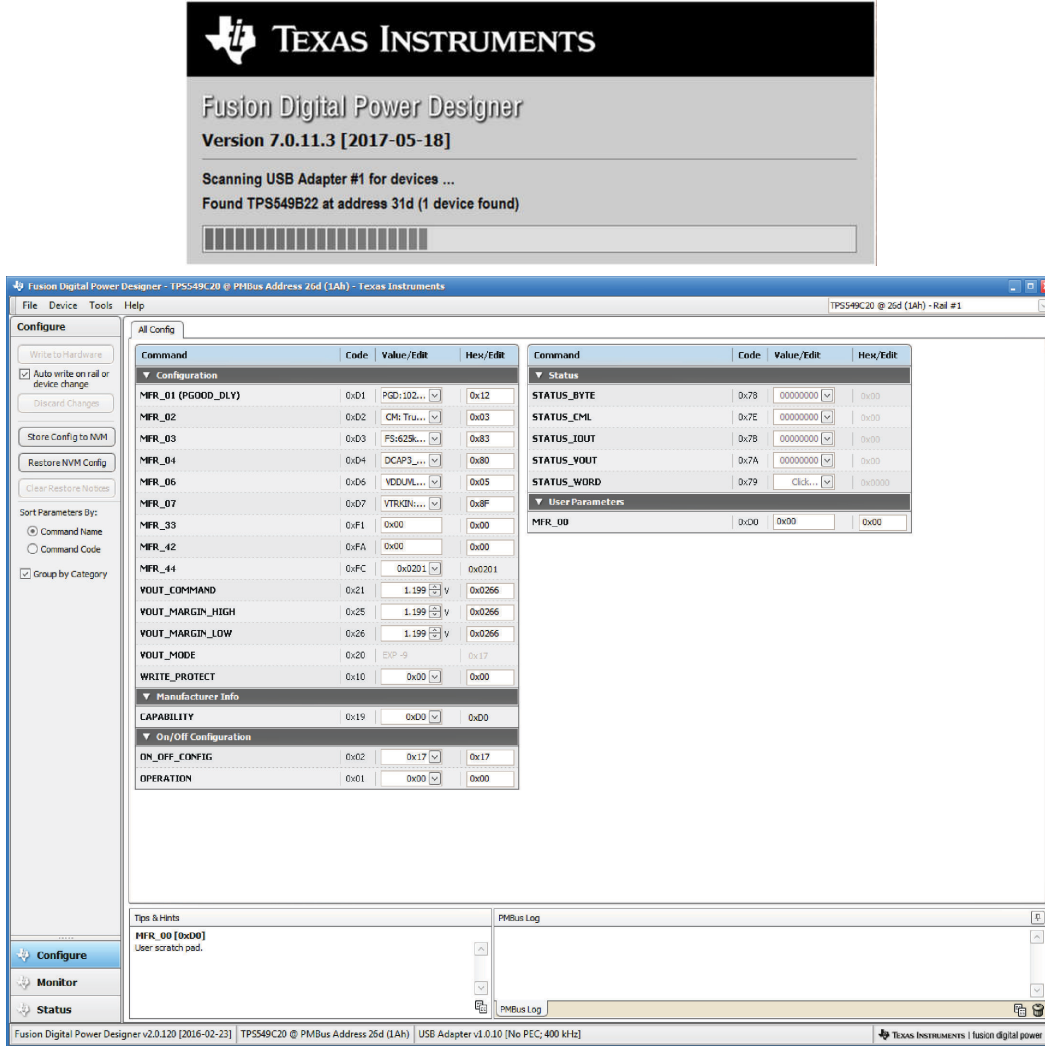 TEXAS INSTRUMENTS
Fusion Digital Power Designer
Version 7.0.11.3 [2017-05-18]
Scanning USB Adapter #1 for devices ...
Found TPS549B22 at address 31d (1 device found)
Fusion Digital Power Designer - TPS549C20 @ PMBus Address 26d (1Ah) - Texas Instruments
File Device Tools Help
TPS549C20 @ 26d (1Ah) - Rail #1
Configure
Write to Hardware
Auto write on rail or
device change
Discard Changes
Store Config to NVM
Restore NVM Config
Clear Restore Notices
Sort Parameters By:
Command Name
Command Code
Group by Category
All Config
Command Code Value/Edit Hex/Edit
Configuration
MFR_01 (PGOOD_DLY) 0xD1 PGD:102... 0x12
MFR_02 0xD2 CM: Tru... 0x03
MFR_03 0xD3 FS:625k... 0x83
MFR_04 0xD4 DCAP3_... 0x80
MFR_06 0xD6 VDDUVL... 0x05
MFR_07 0xD7 VTRKIN:... 0x8F
MFR_33 0xF1 0x00 0x00
MFR_42 0xFA 0x00 0x00
MFR_44 0xFC 0x0201 0x0201
VOUT_COMMAND 0x21 1.199 V 0x0266
VOUT_MARGIN_HIGH 0x25 1.199 V 0x0266
VOUT_MARGIN_LOW 0x26 1.199 V 0x0266
VOUT_MODE 0x20 EXP -9 0x17
WRITE_PROTECT 0x10 0x00 0x00
Manufacturer Info
CAPABILITY 0x19 0xD0 0xD0
On/Off Configuration
ON_OFF_CONFIG 0x02 0x17 0x17
OPERATION 0x01 0x00 0x00
Command Code Value/Edit Hex/Edit
Status
STATUS_BYTE 0x78 00000000 0x00
STATUS_CML 0x7E 00000000 0x00
STATUS_IOUT 0x7B 00000000 0x00
STATUS_VOUT 0x7A 00000000 0x00
STATUS_WORD 0x79 Click... 0x0000
User Parameters
MFR_00 0xD0 0x00 0x00
Tips & Hints
MFR_00 [0xD0]
User scratch pad.
PMBus Log
PMBus Log
Configure
Monitor
Status
Fusion Digital Power Designer v2.0.120 [2016-02-23] TPS549C20 @ PMBus Address 26d (1Ah) USB Adapter v1.0.10 [No PEC; 400 kHz]
TEXAS INSTRUMENTS | fusion digital power